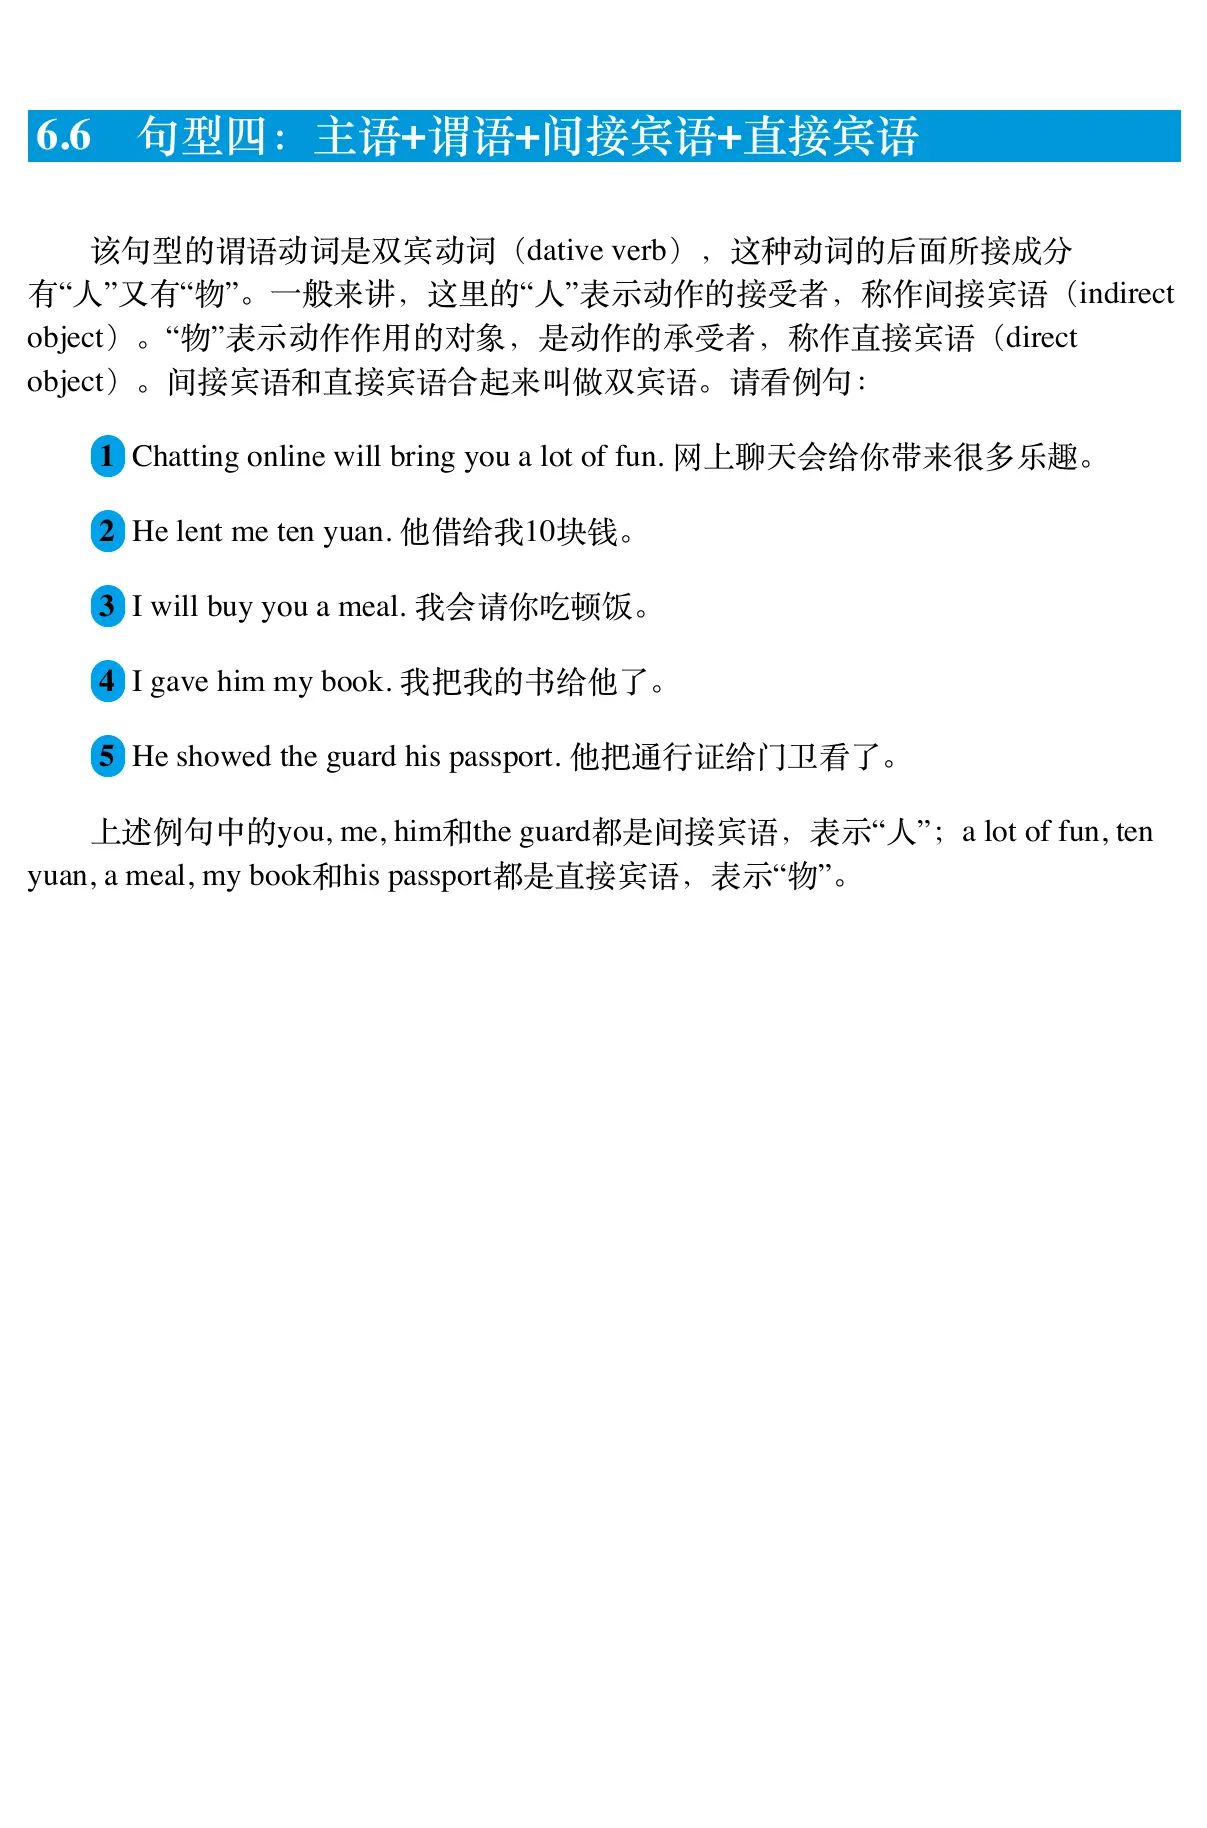 6.6 句型四：主语+谓语+间接宾语+直接宾语
该句型的谓语动词是双宾动词（dative verb），这种动词的后面所接成分
有“人”又有“物”。一般来讲，这里的“人”表示动作的接受者，称作间接宾语（indirect
object）。“物”表示动作作用的对象，是动作的承受者，称作直接宾语（direct
object）。间接宾语和直接宾语合起来叫做双宾语。请看例句：
1 Chatting online will bring you a lot of fun. 网上聊天会给你带来很多乐趣。
2 He lent me ten yuan. 他借给我10块钱。
3 I will buy you a meal. 我会请你吃顿饭。
4 I gave him my book. 我把我的书给他了。
5 He showed the guard his passport. 他把通行证给门卫看了。
上述例句中的you, me, him和the guard都是间接宾语，表示“人”；a lot of fun, ten
yuan, a meal, my book和his passport都是直接宾语，表示“物”。